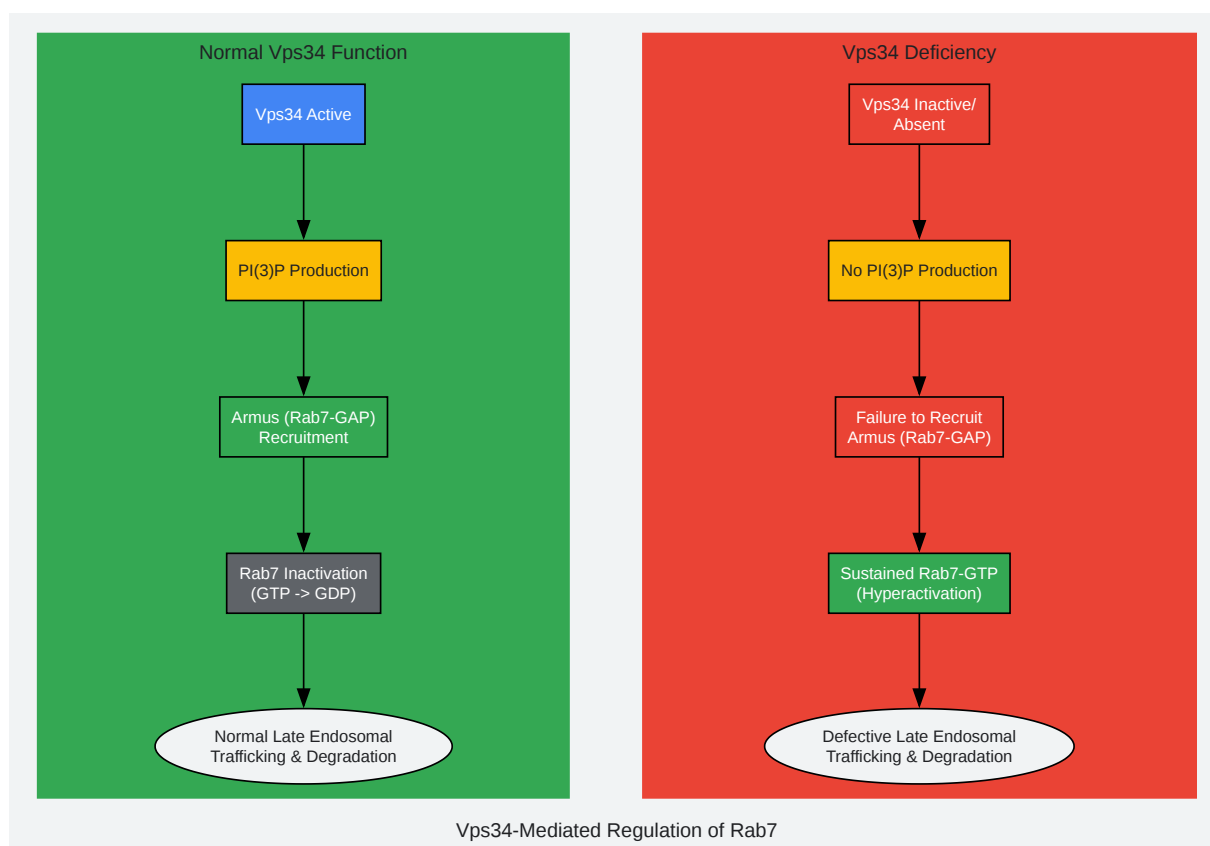 Normal Vps34 Function
Vps34 Active
PI(3)P Production
Armus (Rab7-GAP)
Recruitment
Rab7 Inactivation
(GTP -> GDP)
Normal Late Endosomal
Trafficking & Degradation
Vps34 Deficiency
Vps34 Inactive/
Absent
No PI(3)P Production
Failure to Recruit
Armus (Rab7-GAP)
Sustained Rab7-GTP
(Hyperactivation)
Defective Late Endosomal
Trafficking & Degradation
Vps34-Mediated Regulation of Rab7